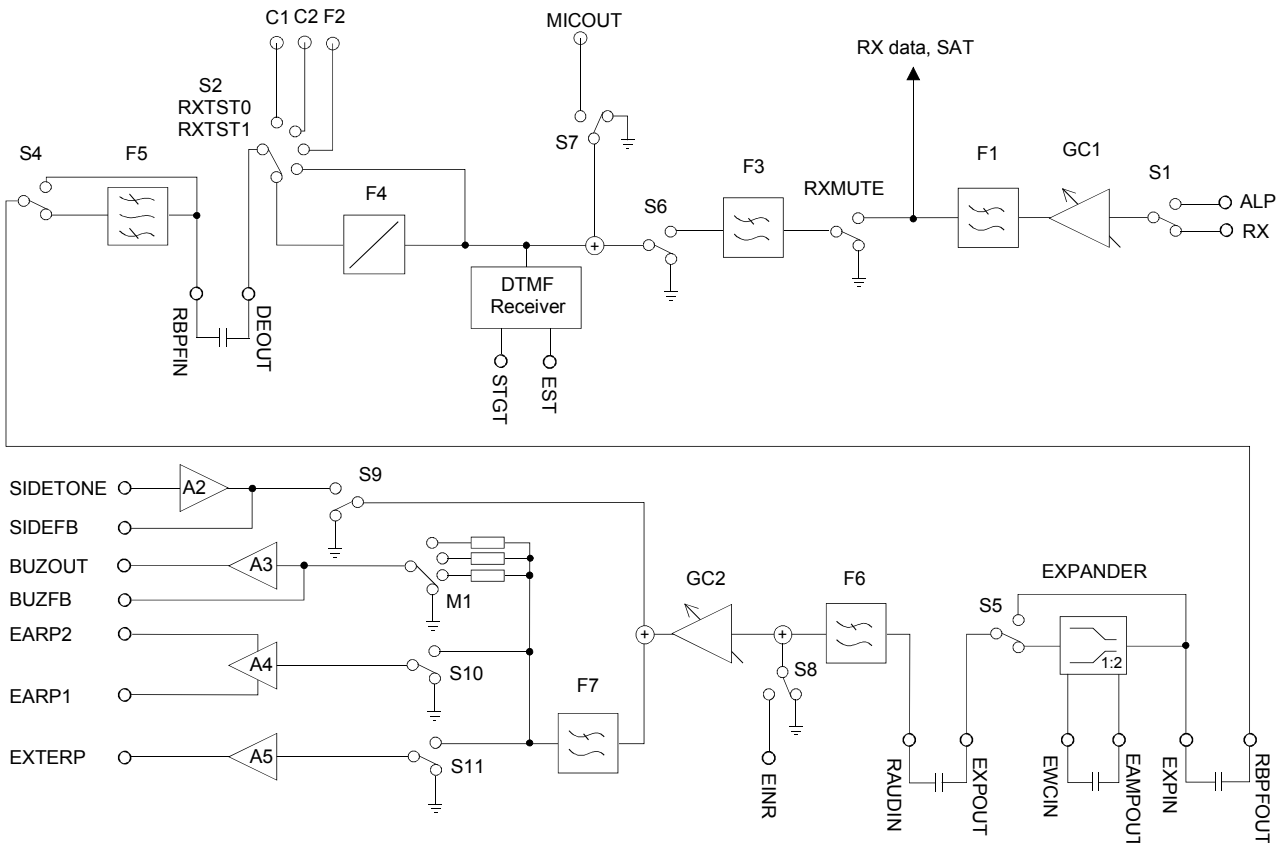 C1 C2 F2
MICOUT
RX data, SAT
S2
RXTST0
RXTST1
S4
F5
F4
S7
S6
F3
RXMUTE
F1
GC1
S1
ALP
RX
RBPFIN
DEOUT
DTMF
Receiver
STGT
EST
SIDETONE
A2
S9
SIDEFB
BUZOUT
A3
BUZFB
M1
EARP2
A4
S10
EARP1
EXTERP
A5
S11
F7
GC2
S8
F6
EINR
EXPANDER
S5
1:2
RAUDIN
EXPOUT
EWCIN
EAMPOUT
EXPIN
RBPFOUT